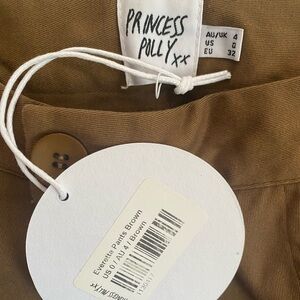 PRINCESS
POLLY xx
AU/UK 4
US 0
EU 32
Everette Pants Brown
US 0 / AU 4 / Brown